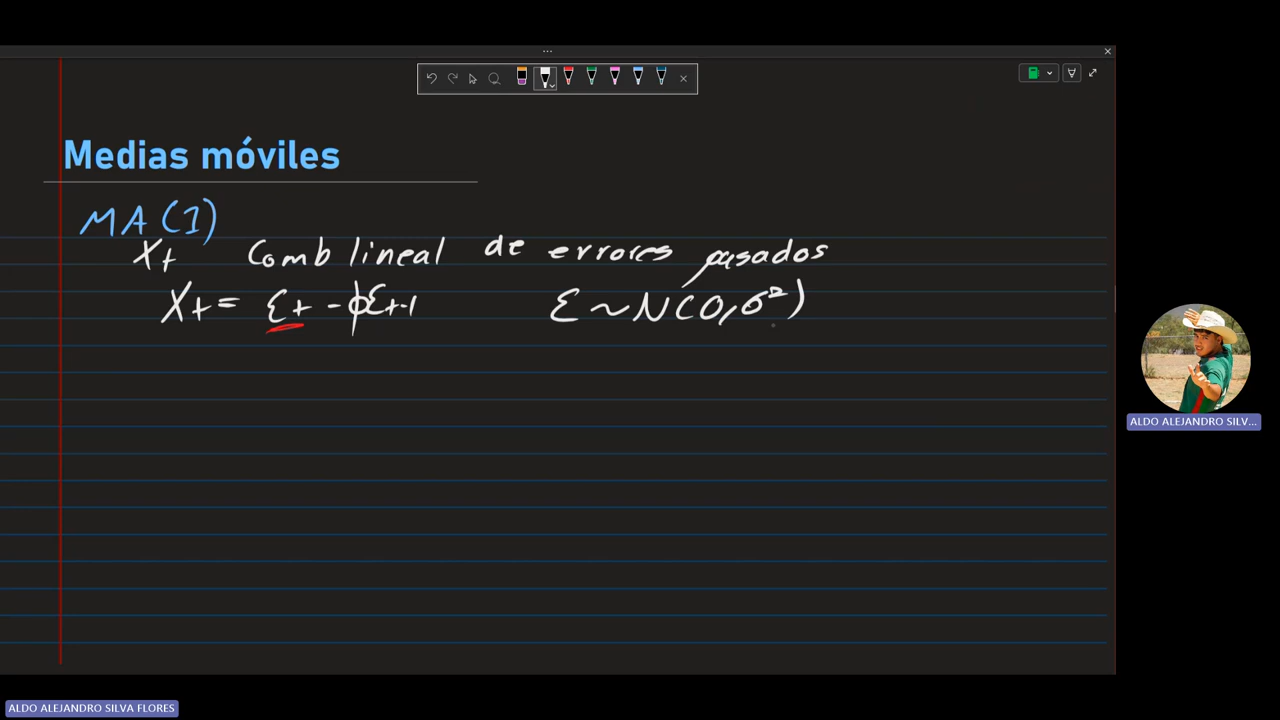 Medias móviles
MA(1)
Xt Comb lineal de errores pasados
Xt = εt - ϕεt-1 ε ~ N(0, σ²)
ALDO ALEJANDRO SILV...
ALDO ALEJANDRO SILVA FLORES